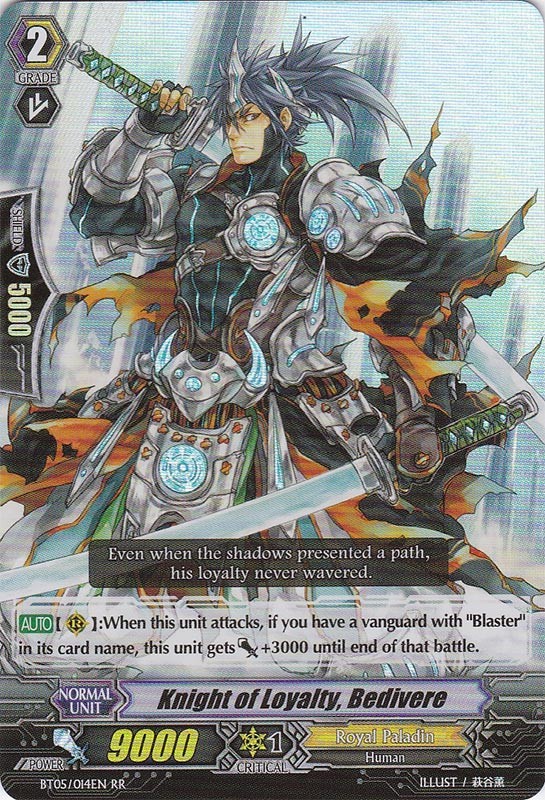 2
GRADE
SHIELD
5000
Even when the shadows presented a path,
his loyalty never wavered.
AUTO【 R 】:When this unit attacks, if you have a vanguard with "Blaster"
in its card name, this unit gets +3000 until end of that battle.
NORMAL
UNIT
Knight of Loyalty, Bedivere
POWER
9000
1
CRITICAL
Royal Paladin
Human
BT05/014EN RR
ILLUST / 萩谷薫